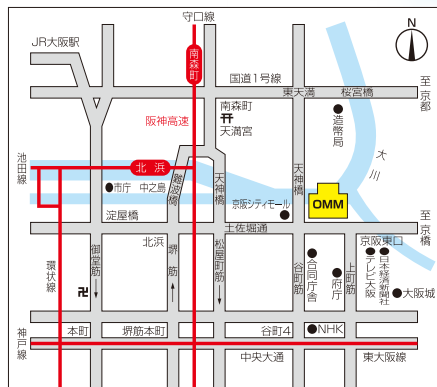 守口線
N
JR大阪駅
南森町
国道1号線
至京都
東天満
桜宮橋
南森町
天満宮
造幣局
阪神高速
大川
池田線
北浜
難波橋
天神橋
天神橋
市庁
中之島
京阪シティモール
OMM
淀屋橋
土佐堀通
至京橋
北浜
京阪東口
環状線
御堂筋
堺筋
松屋町筋
谷町筋
合同庁舎
府庁
上町筋
テレビ大阪
日本経済新聞社
大阪城
卍
NHK
神戸線
本町
堺筋本町
谷町4
中央大通
東大阪線